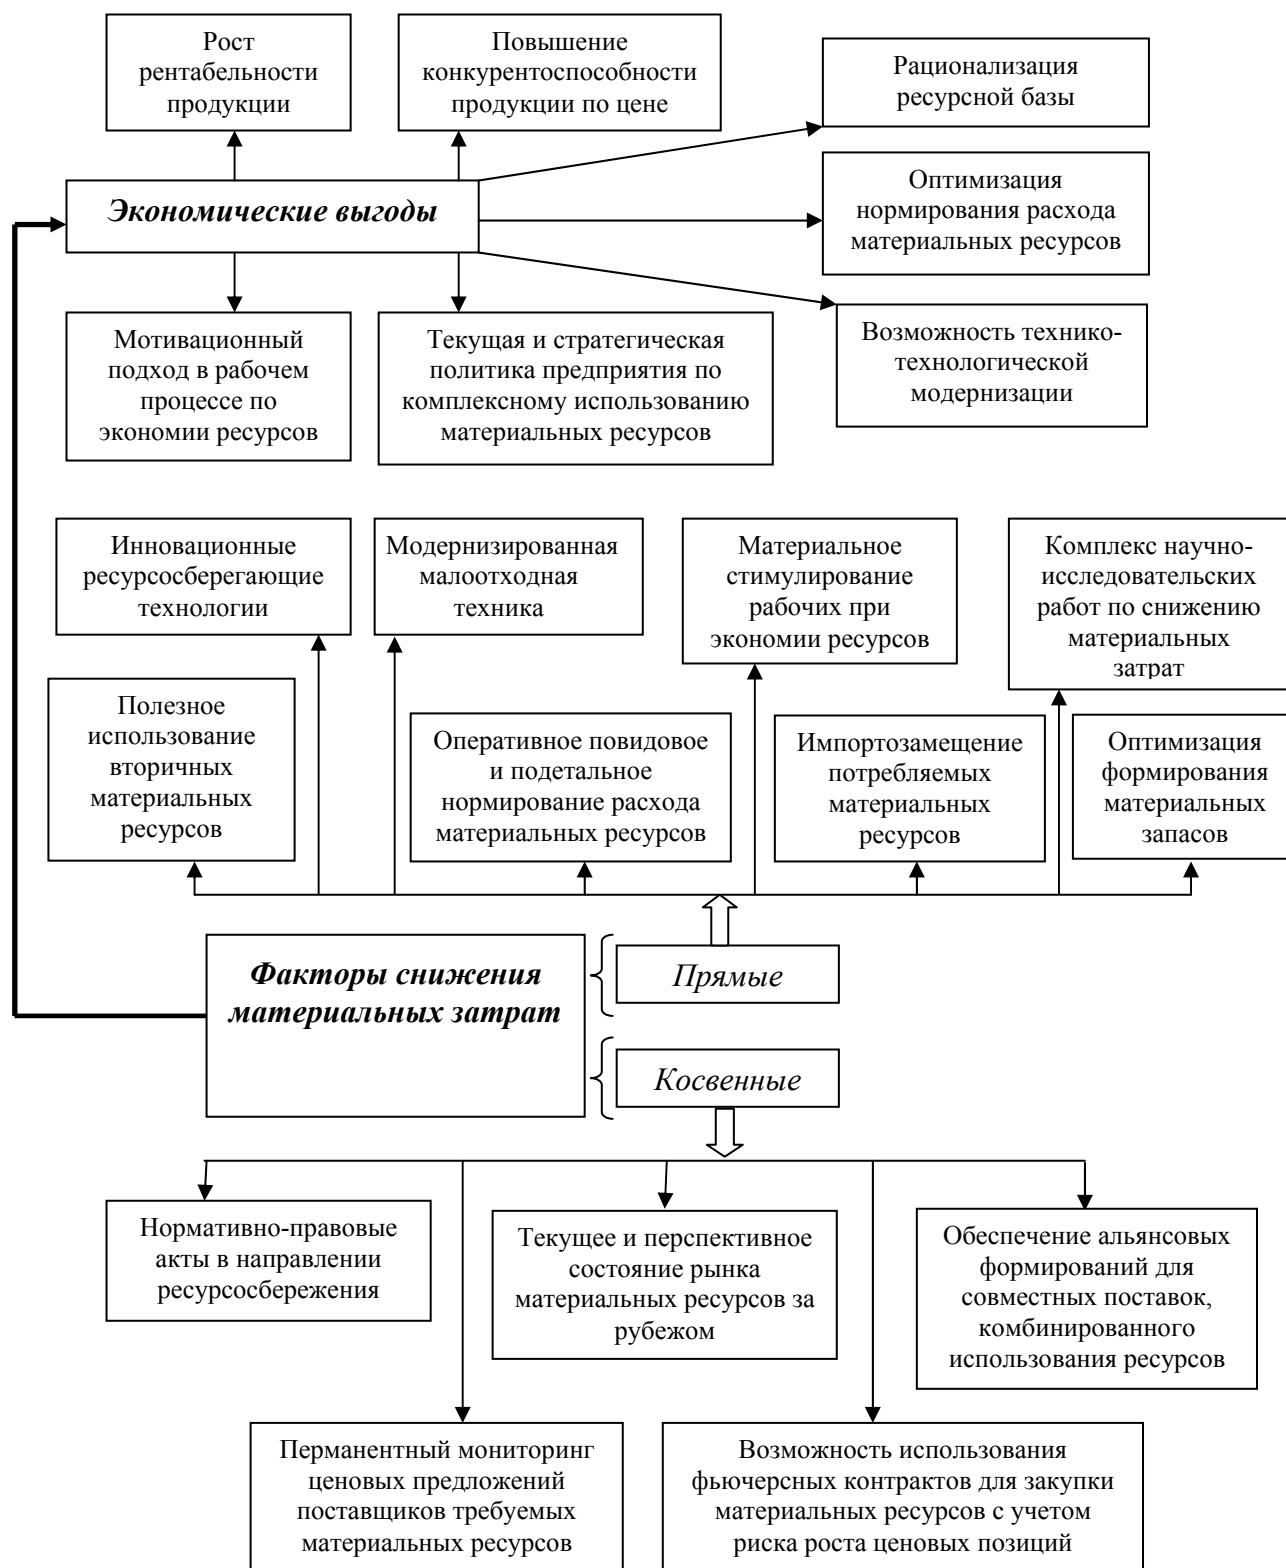 Рост
рентабельности
продукции
Повышение
конкурентоспособности
продукции по цене
Рационализация
ресурсной базы
Экономические выгоды
Оптимизация
нормирования расхода
материальных ресурсов
Мотивационный
подход в рабочем
процессе по
экономии ресурсов
Текущая и стратегическая
политика предприятия по
комплексному использованию
материальных ресурсов
Возможность технико-
технологической
модернизации
Инновационные
ресурсосберегающие
технологии
Модернизированная
малоотходная
техника
Материальное
стимулирование
рабочих при
экономии ресурсов
Комплекс научно-
исследовательских
работ по снижению
материальных
затрат
Полезное
использование
вторичных
материальных
ресурсов
Оперативное повидовое
и подетальное
нормирование расхода
материальных ресурсов
Импортозамещение
потребляемых
материальных
ресурсов
Оптимизация
формирования
материальных
запасов
Факторы снижения
материальных затрат
Прямые
Косвенные
Нормативно-правовые
акты в направлении
ресурсосбережения
Текущее и перспективное
состояние рынка
материальных ресурсов за
рубежом
Обеспечение альянсовых
формирований для
совместных поставок,
комбинированного
использования ресурсов
Перманентный мониторинг
ценовых предложений
поставщиков требуемых
материальных ресурсов
Возможность использования
фьючерсных контрактов для закупки
материальных ресурсов с учетом
риска роста ценовых позиций